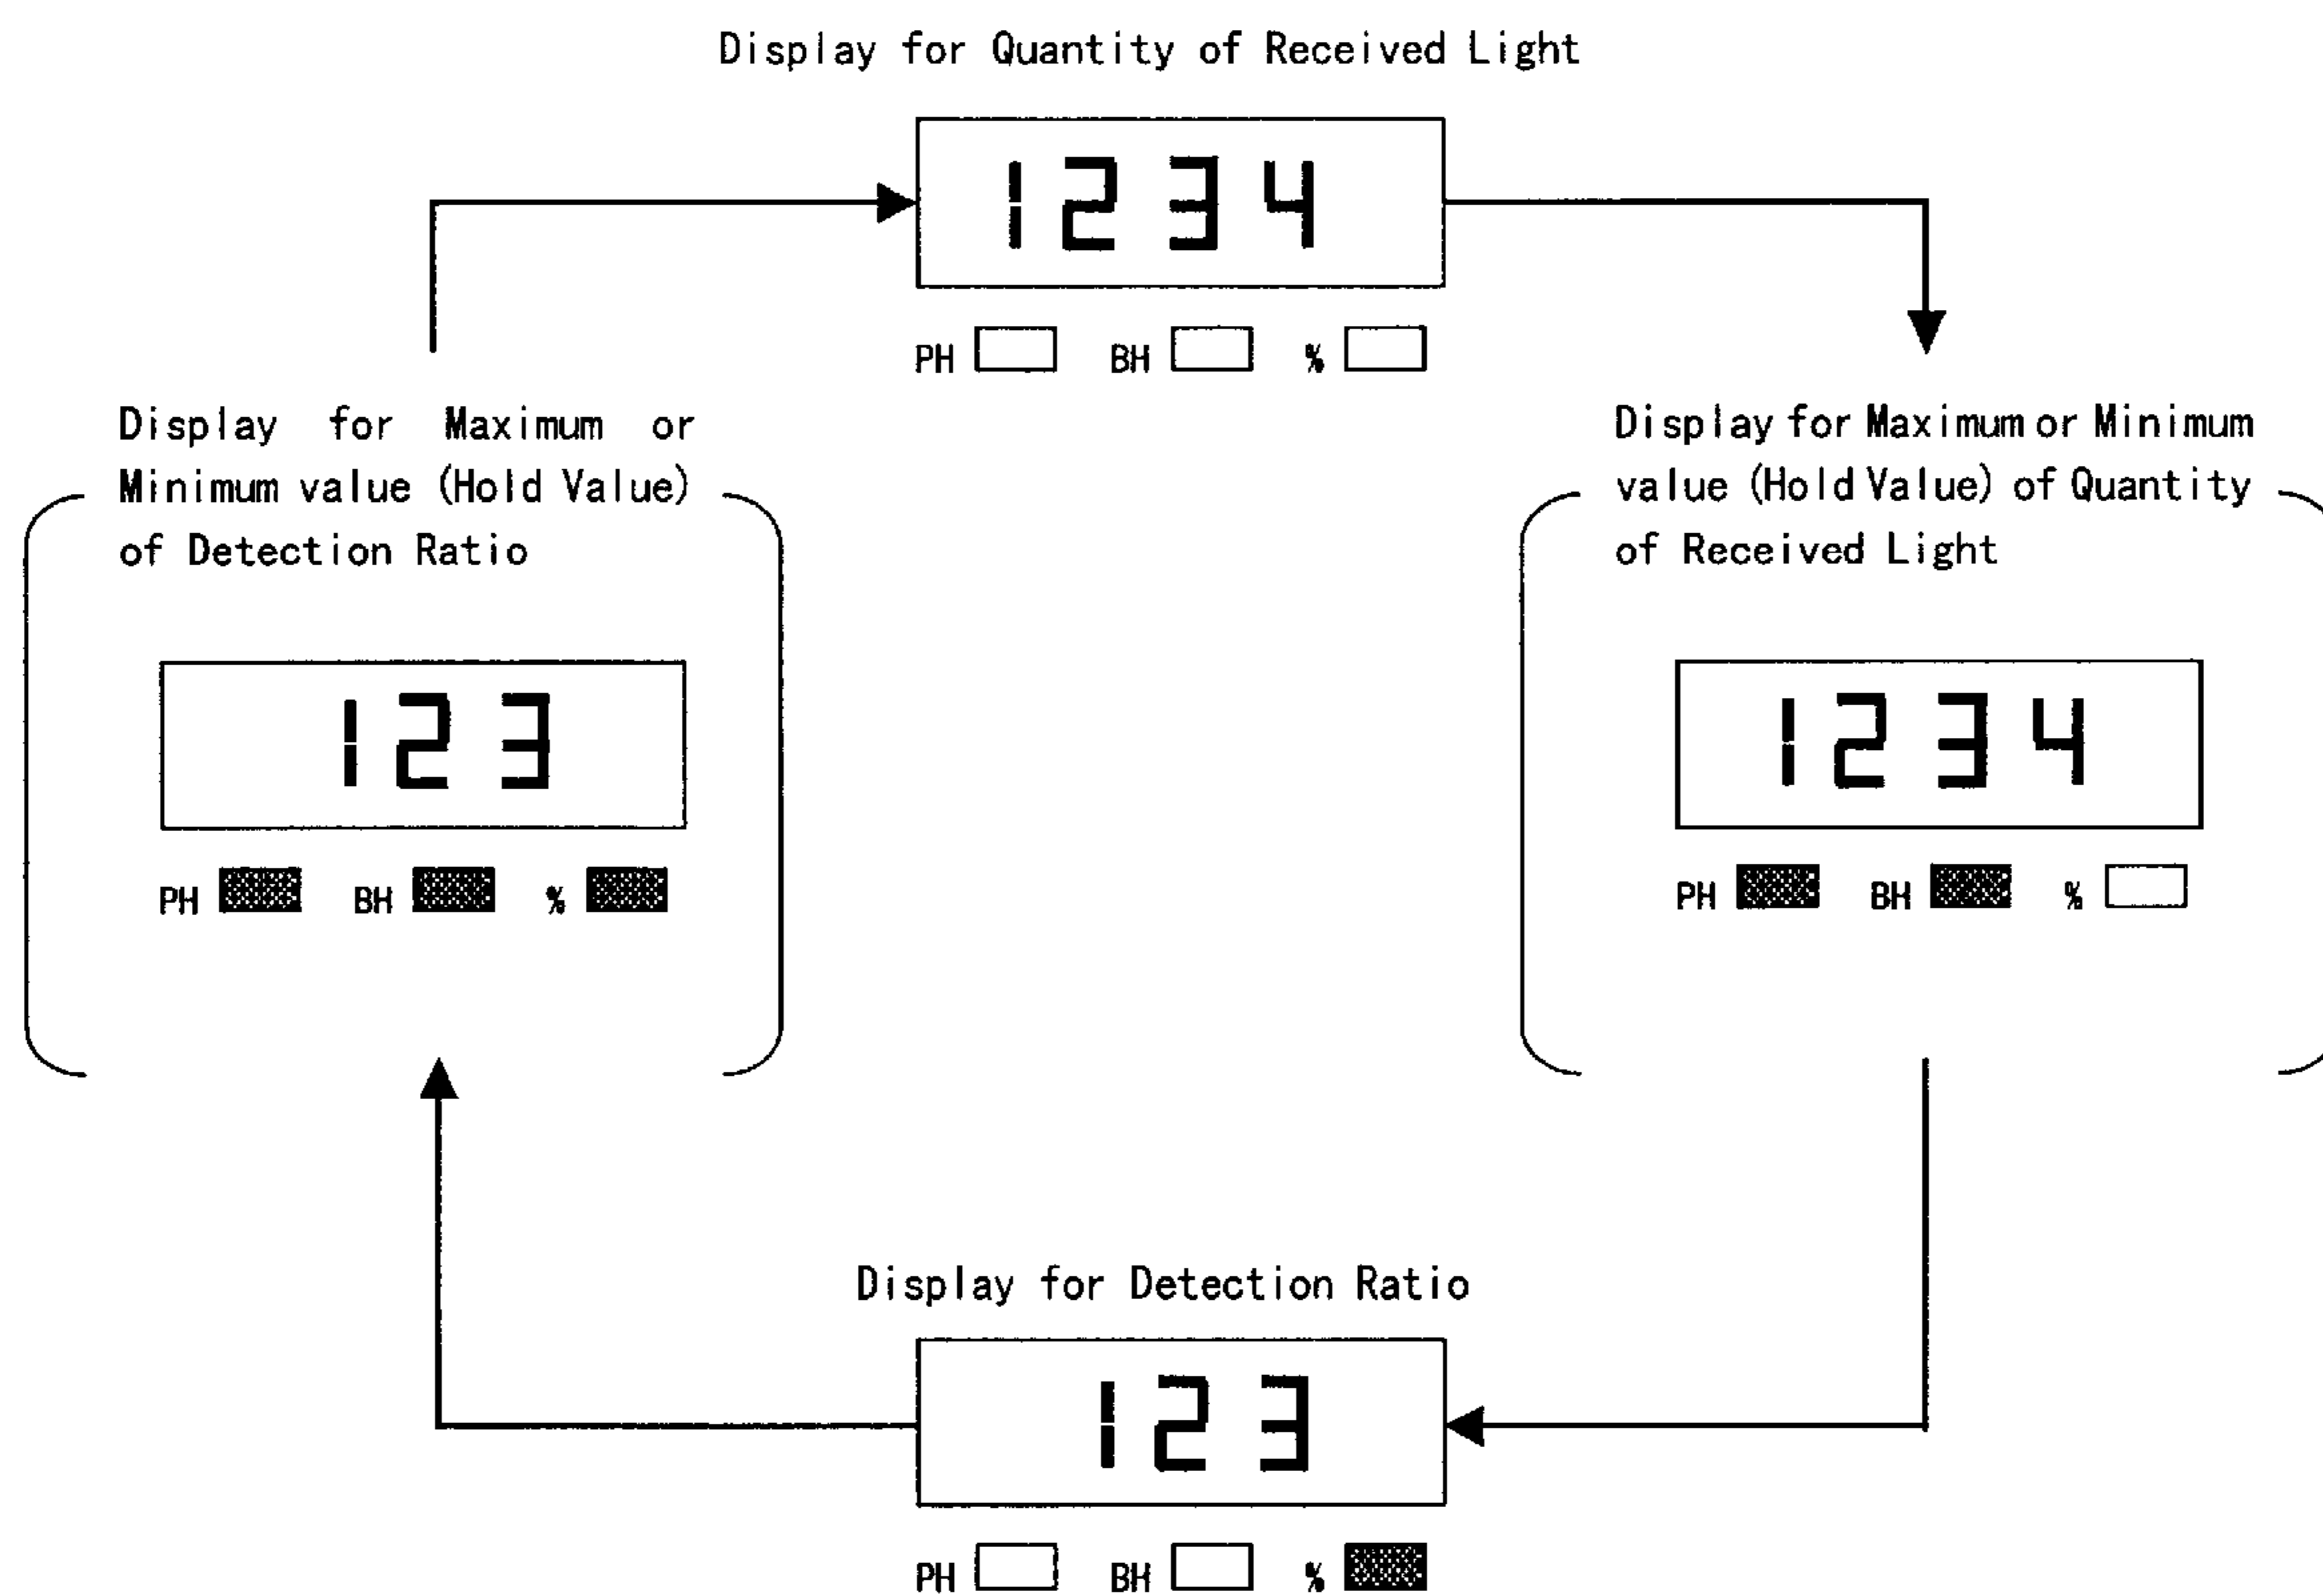 Display for Quantity of Received Light
1234
PH BH %
Display for Maximum or
Minimum value (Hold Value)
of Detection Ratio
123
PH BH %
Display for Maximum or Minimum
value (Hold Value) of Quantity
of Received Light
1234
PH BH %
Display for Detection Ratio
123
PH BH %